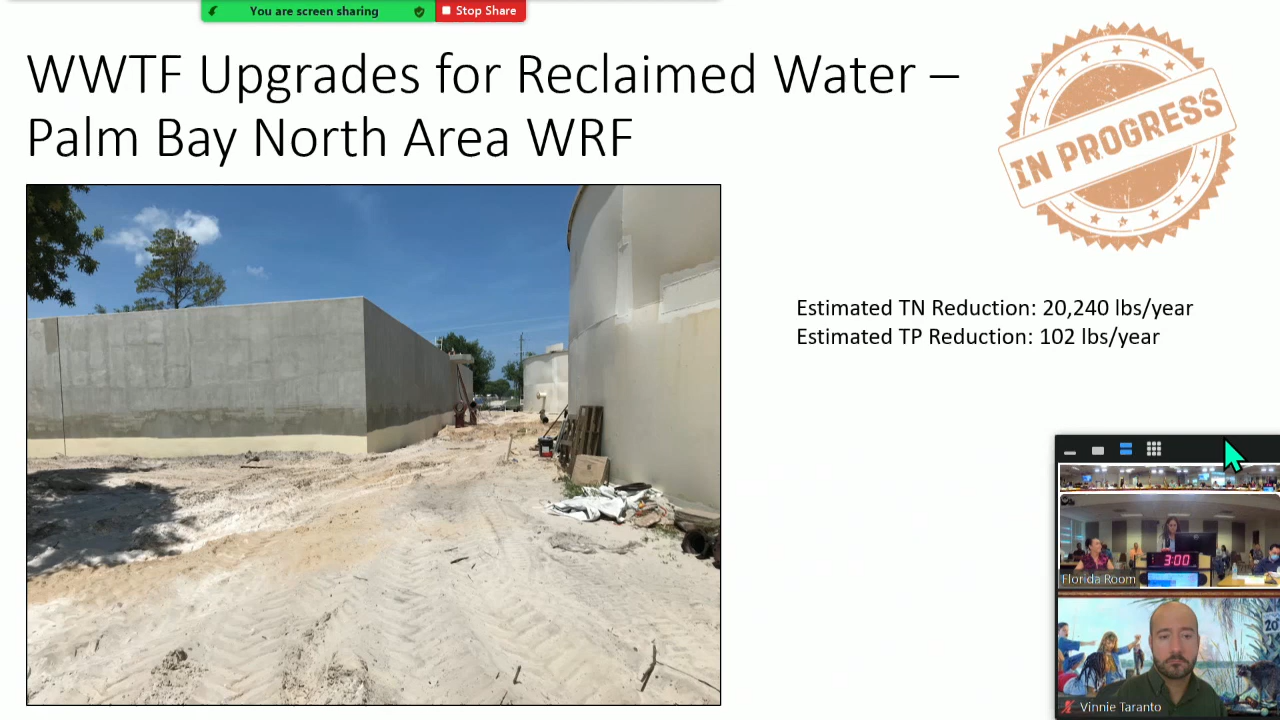 You are screen sharing
Stop Share
WWTF Upgrades for Reclaimed Water –
Palm Bay North Area WRF
IN PROGRESS
Estimated TN Reduction: 20,240 lbs/year
Estimated TP Reduction: 102 lbs/year
3:00
Florida Room
20
Vinnie Taranto